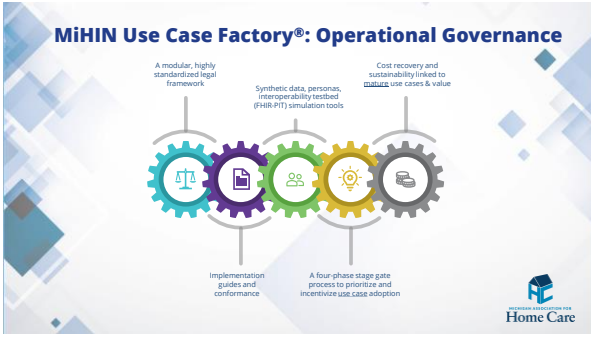 MiHIN Use Case Factory®: Operational Governance
A modular, highly
standardized legal
framework
Synthetic data, personas,
interoperability testbed
(FHIR-PIT) simulation tools
Cost recovery and
sustainability linked to
mature use cases & value
Implementation
guides and
conformance
A four-phase stage gate
process to prioritize and
incentivize use case adoption
MICHIGAN ASSOCIATION FOR
Home Care